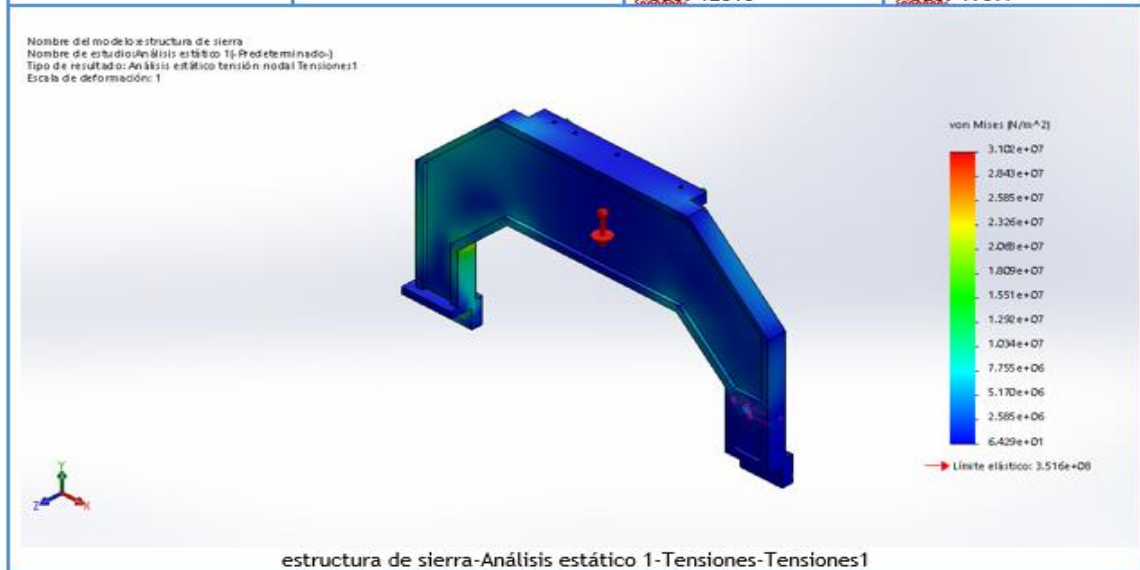 Nombre del modelo:estructura de sierra
Nombre de estudio:Análisis estático 1(-Predeterminado-)
Tipo de resultado: Análisis estático tensión nodal Tensiones1
Escala de deformación: 1
von Mises (N/m^2)
3.102e+07
2.843e+07
2.585e+07
2.326e+07
2.068e+07
1.809e+07
1.551e+07
1.292e+07
1.034e+07
7.755e+06
5.170e+06
2.585e+06
6.429e+01
Límite elástico: 3.516e+08
Y
Z
X
estructura de sierra-Análisis estático 1-Tensiones-Tensiones1